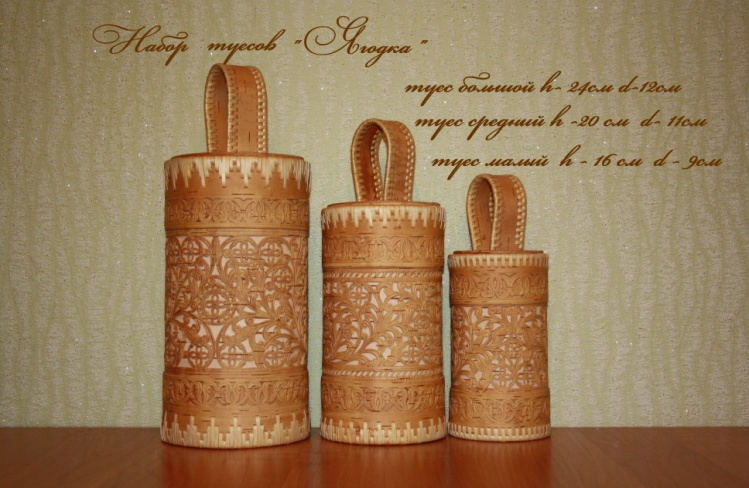 Набор туесов "Ягодка"
туес большой h- 24см d-12см
туес средний h -20 см d- 11см
туес малый h - 16 см d - 9см